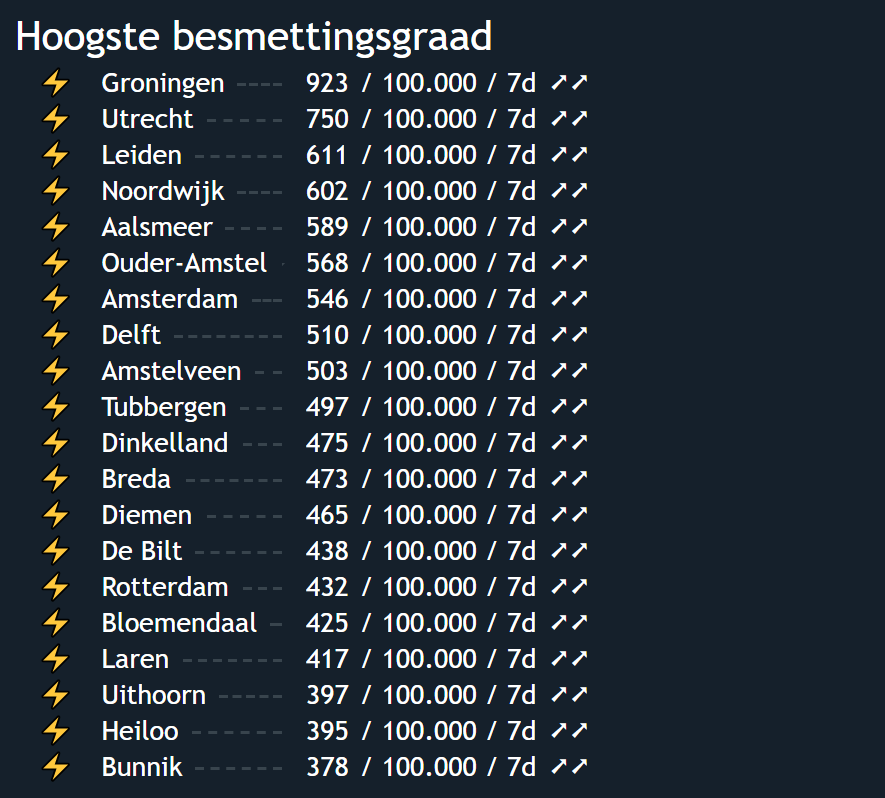 Hoogste besmettingsgraad
⚡ Groningen ---- 923 / 100.000 / 7d ➚➚
⚡ Utrecht ------ 750 / 100.000 / 7d ➚➚
⚡ Leiden ------- 611 / 100.000 / 7d ➚➚
⚡ Noordwijk ---- 602 / 100.000 / 7d ➚➚
⚡ Aalsmeer ----- 589 / 100.000 / 7d ➚➚
⚡ Ouder-Amstel - 568 / 100.000 / 7d ➚➚
⚡ Amsterdam --- 546 / 100.000 / 7d ➚➚
⚡ Delft -------- 510 / 100.000 / 7d ➚➚
⚡ Amstelveen -- 503 / 100.000 / 7d ➚➚
⚡ Tubbergen --- 497 / 100.000 / 7d ➚➚
⚡ Dinkelland --- 475 / 100.000 / 7d ➚➚
⚡ Breda ------- 473 / 100.000 / 7d ➚➚
⚡ Diemen ------ 465 / 100.000 / 7d ➚➚
⚡ De Bilt ------- 438 / 100.000 / 7d ➚➚
⚡ Rotterdam --- 432 / 100.000 / 7d ➚➚
⚡ Bloemendaal - 425 / 100.000 / 7d ➚➚
⚡ Laren ------- 417 / 100.000 / 7d ➚➚
⚡ Uithoorn ----- 397 / 100.000 / 7d ➚➚
⚡ Heiloo ------- 395 / 100.000 / 7d ➚➚
⚡ Bunnik ------- 378 / 100.000 / 7d ➚➚